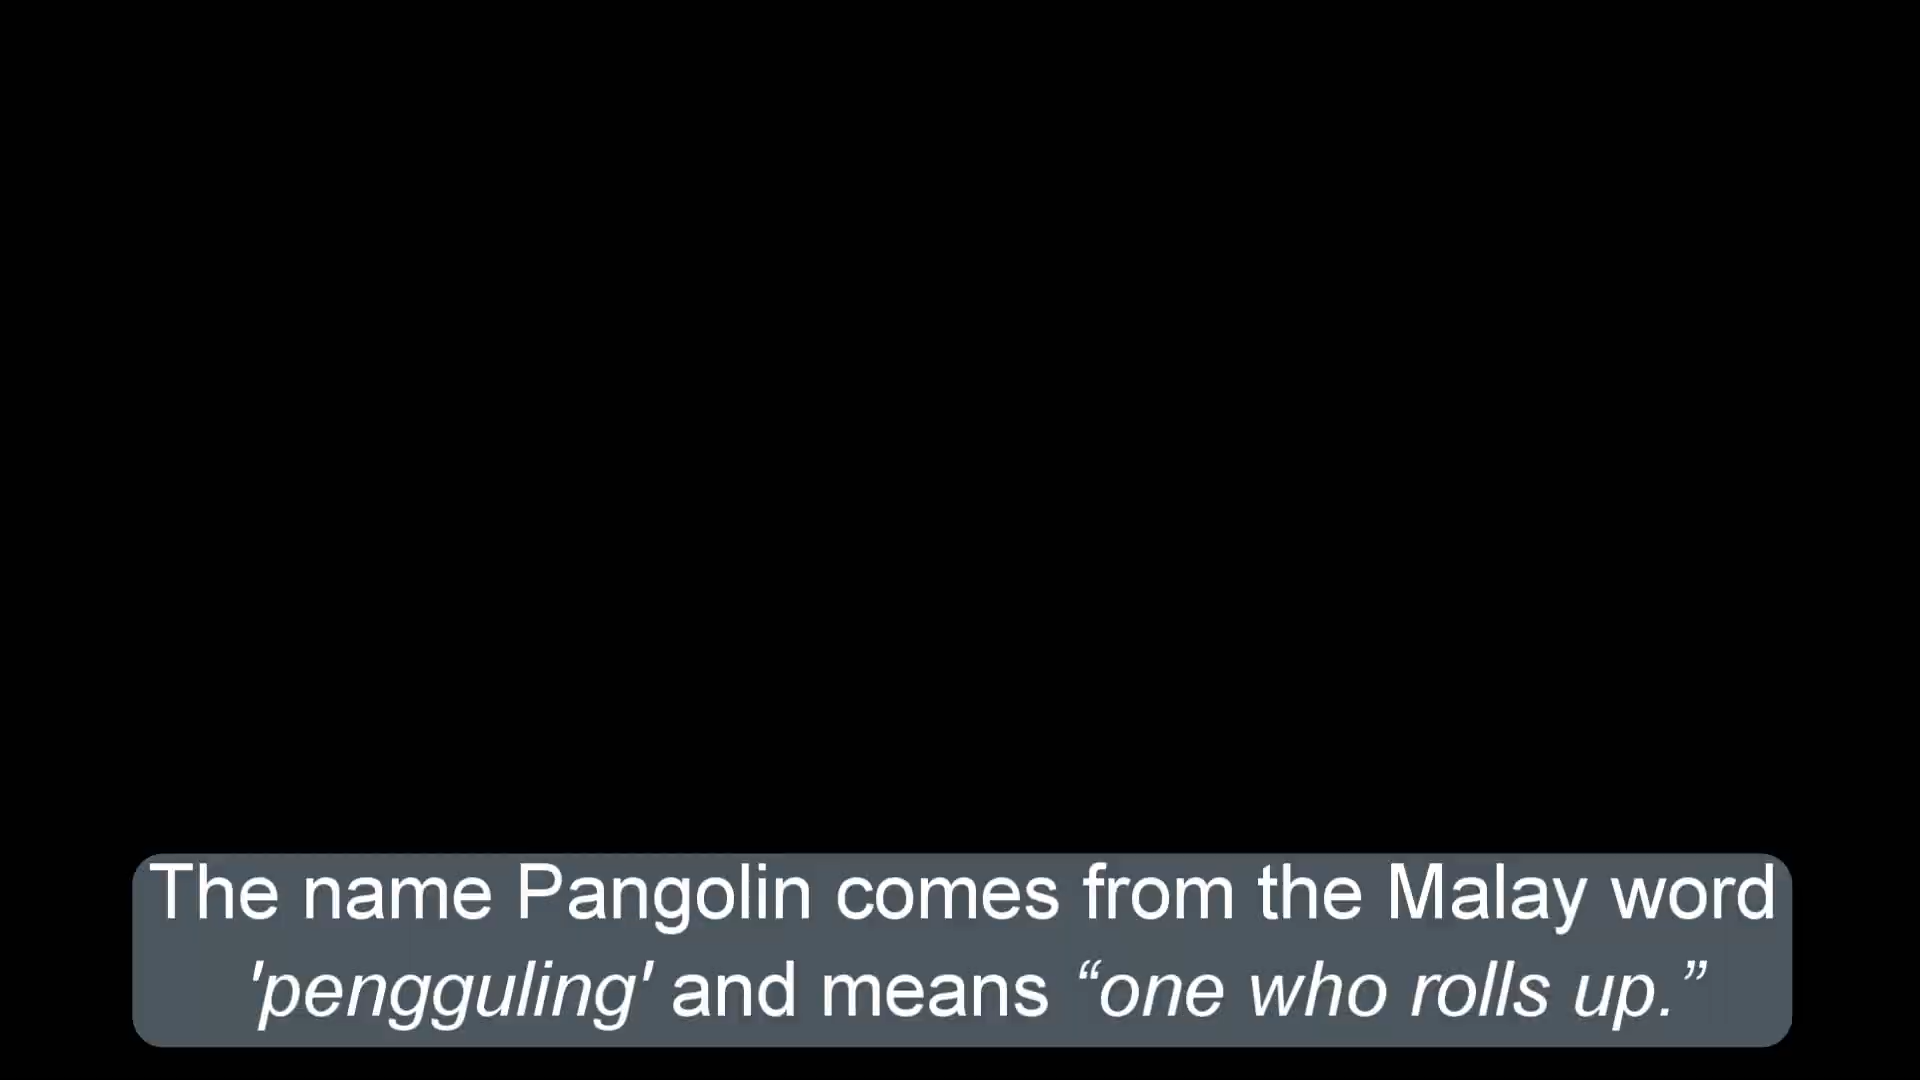 The name Pangolin comes from the Malay word
'pengguling' and means “one who rolls up.”